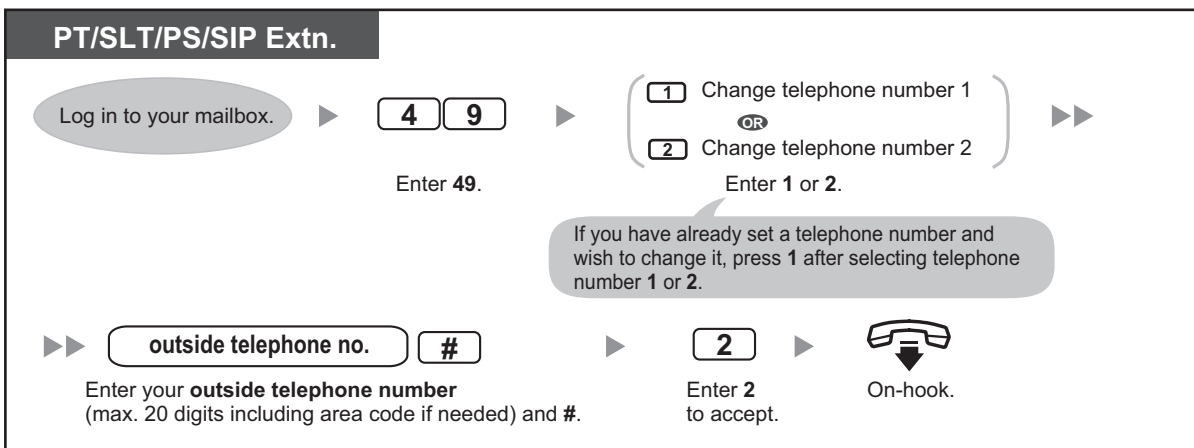 PT/SLT/PS/SIP Extn.
Log in to your mailbox.
4 9
Enter 49.
1 Change telephone number 1
OR
2 Change telephone number 2
Enter 1 or 2.
If you have already set a telephone number and
wish to change it, press 1 after selecting telephone
number 1 or 2.
outside telephone no. #
Enter your outside telephone number
(max. 20 digits including area code if needed) and #.
2
Enter 2
to accept.
On-hook.